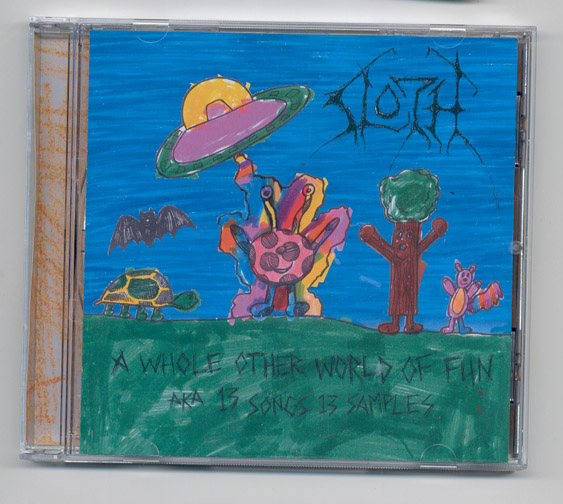 SLOTH
A WHOLE OTHER WORLD OF FUN
AKA 13 SONGS 13 SAMPLES